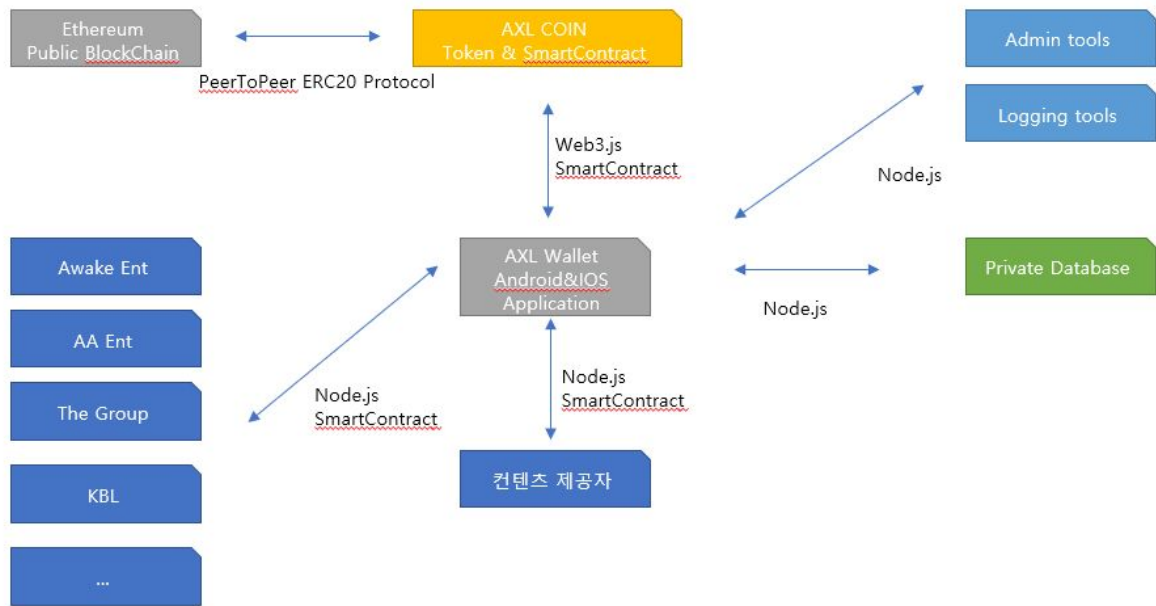 Ethereum
Public BlockChain
AXL COIN
Token & SmartContract
PeerToPeer ERC20 Protocol
Admin tools
Logging tools
Web3.js
SmartContract
Node.js
Awake Ent
AXL Wallet
Android&IOS
Application
Private Database
Node.js
AA Ent
The Group
Node.js
SmartContract
Node.js
SmartContract
KBL
컨텐츠 제공자
...